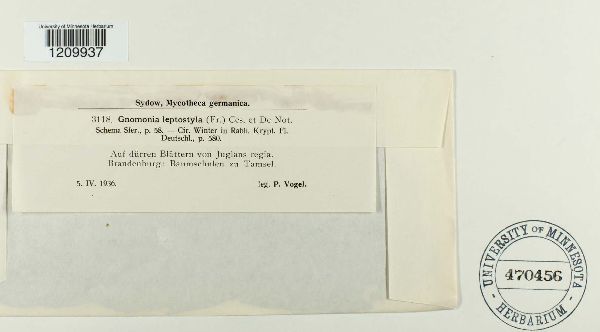 University of Minnesota Herbarium
1209937
Sydow, Mycotheca germanica.
3118. Gnomonia leptostyla (Fr.) Ces. et De Not.
Schema Sfer., p. 58. — Cir. Winter in Rabh. Krypt. Fl.
Deutschl., p. 580.
Auf dürren Blättern von Juglans regia.
Brandenburg: Baumschulen zu Tamsel.
5. IV. 1936.
leg. P. Vogel.
UNIVERSITY OF MINNESOTA
470456
HERBARIUM